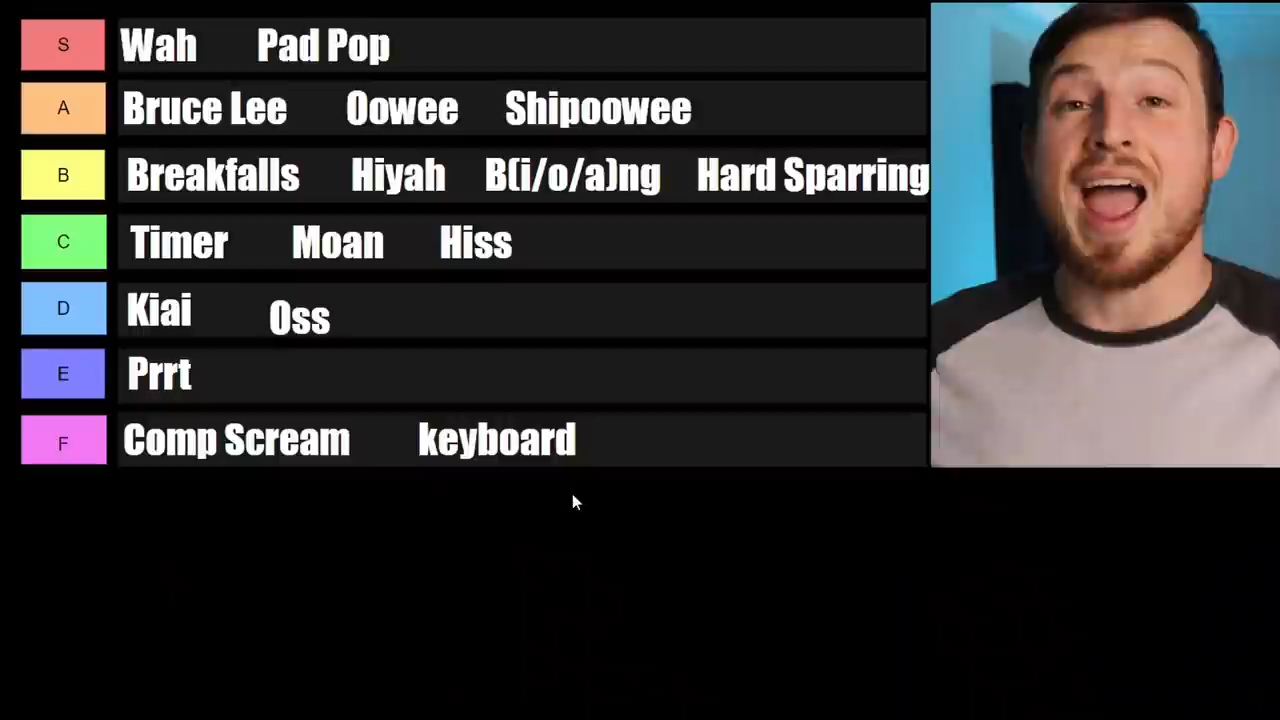 S Wah Pad Pop
A Bruce Lee Oowee Shipoowee
B Breakfalls Hiyah B(i/o/a)ng Hard Sparring
C Timer Moan Hiss
D Kiai Oss
E Prrt
F Comp Scream keyboard